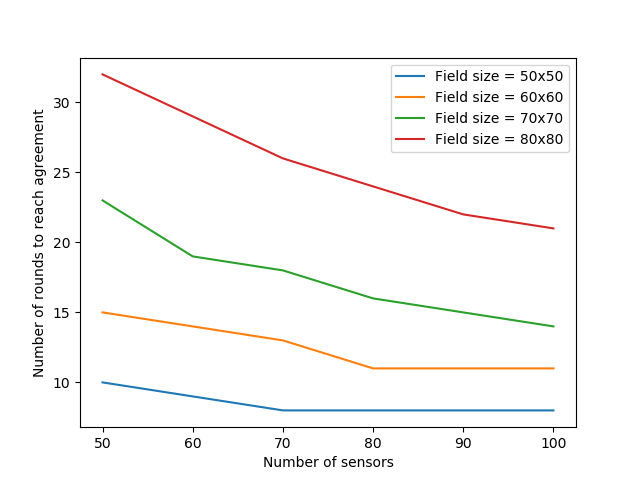 Field size = 50x50
Field size = 60x60
Field size = 70x70
Field size = 80x80
Number of rounds to reach agreement
30
25
20
15
10
50 60 70 80 90 100
Number of sensors